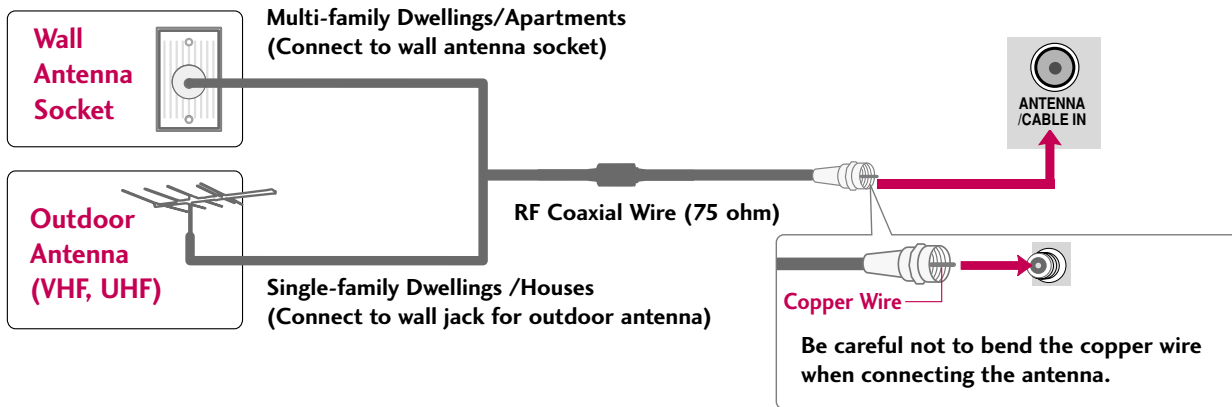 Wall
Antenna
Socket
Multi-family Dwellings/Apartments
(Connect to wall antenna socket)
ANTENNA
/CABLE IN
Outdoor
Antenna
(VHF, UHF)
RF Coaxial Wire (75 ohm)
Single-family Dwellings /Houses
(Connect to wall jack for outdoor antenna)
Copper Wire
Be careful not to bend the copper wire
when connecting the antenna.